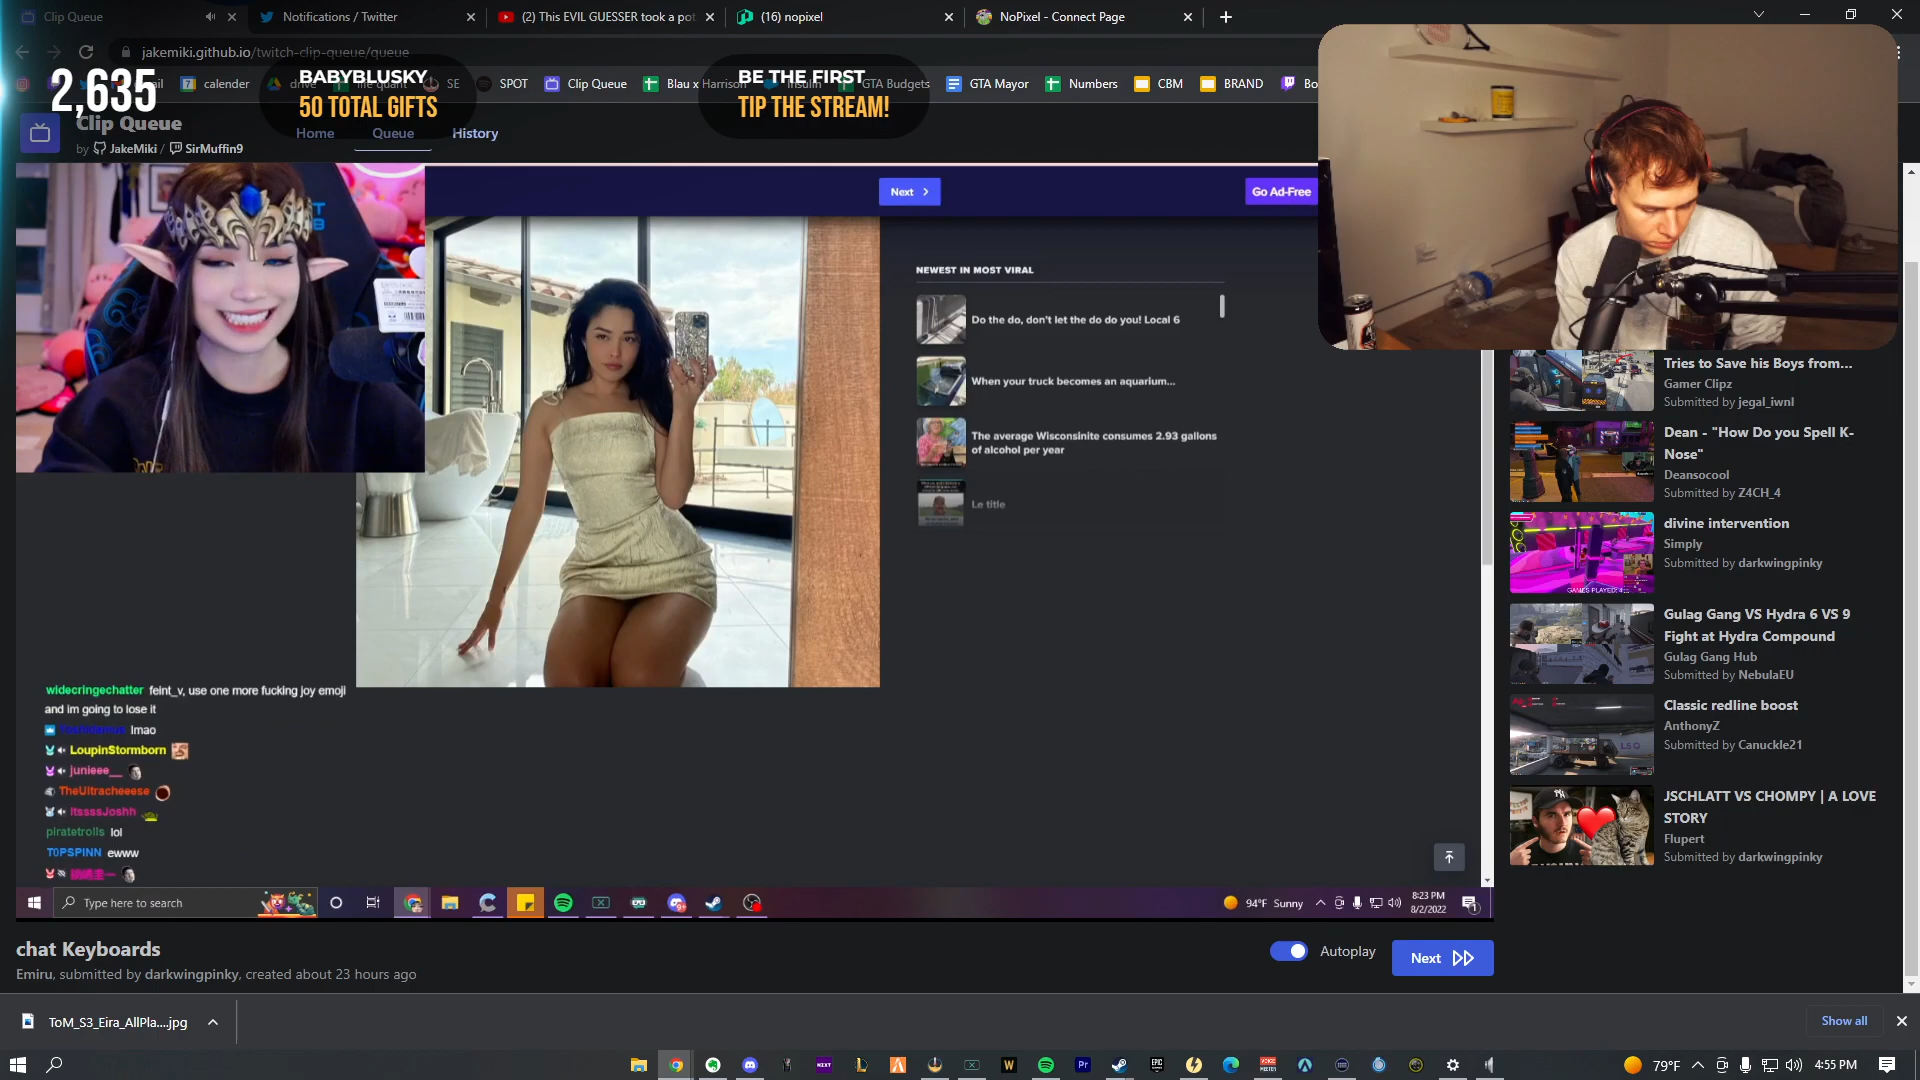 Clip Queue
Notifications / Twitter
(2) This EVIL GUESSER took a pot
(16) nopixel
NoPixel - Connect Page
jakemiki.github.io/twitch-clip-queue/queue
2,635
calender
drive
BABYBLUSKY
50 TOTAL GIFTS
SE
SPOT
Clip Queue
Blau x Harrison
BE THE FIRST
TIP THE STREAM!
insulin
GTA Budgets
GTA Mayor
Numbers
CBM
BRAND
Bo
Clip Queue
by JakeMiki / SirMuffin9
Home
Queue
History
Next
Go Ad-Free
NEWEST IN MOST VIRAL
Do the do, don't let the do do you! Local 6
When your truck becomes an aquarium...
The average Wisconsinite consumes 2.93 gallons
of alcohol per year
Le title
widecringechatter feint_v, use one more fucking joy emoji
and im going to lose it
lmao
LoupinStormborn
junieee__
TheUltracheeese
ItssssJoshh
piratetrolls lol
T0PSPINN ewww
Type here to search
94°F Sunny
8:23 PM
8/2/2022
Tries to Save his Boys from...
Gamer Clipz
Submitted by jegal_iwnl
Dean - "How Do you Spell K-
Nose"
Deansocool
Submitted by Z4CH_4
divine intervention
Simply
Submitted by darkwingpinky
Gulag Gang VS Hydra 6 VS 9
Fight at Hydra Compound
Gulag Gang Hub
Submitted by NebulaEU
Classic redline boost
AnthonyZ
Submitted by Canuckle21
JSCHLATT VS CHOMPY | A LOVE
STORY
Flupert
Submitted by darkwingpinky
chat Keyboards
Emiru, submitted by darkwingpinky, created about 23 hours ago
Autoplay
Next
ToM_S3_Eira_AllPla....jpg
Show all
79°F
4:55 PM